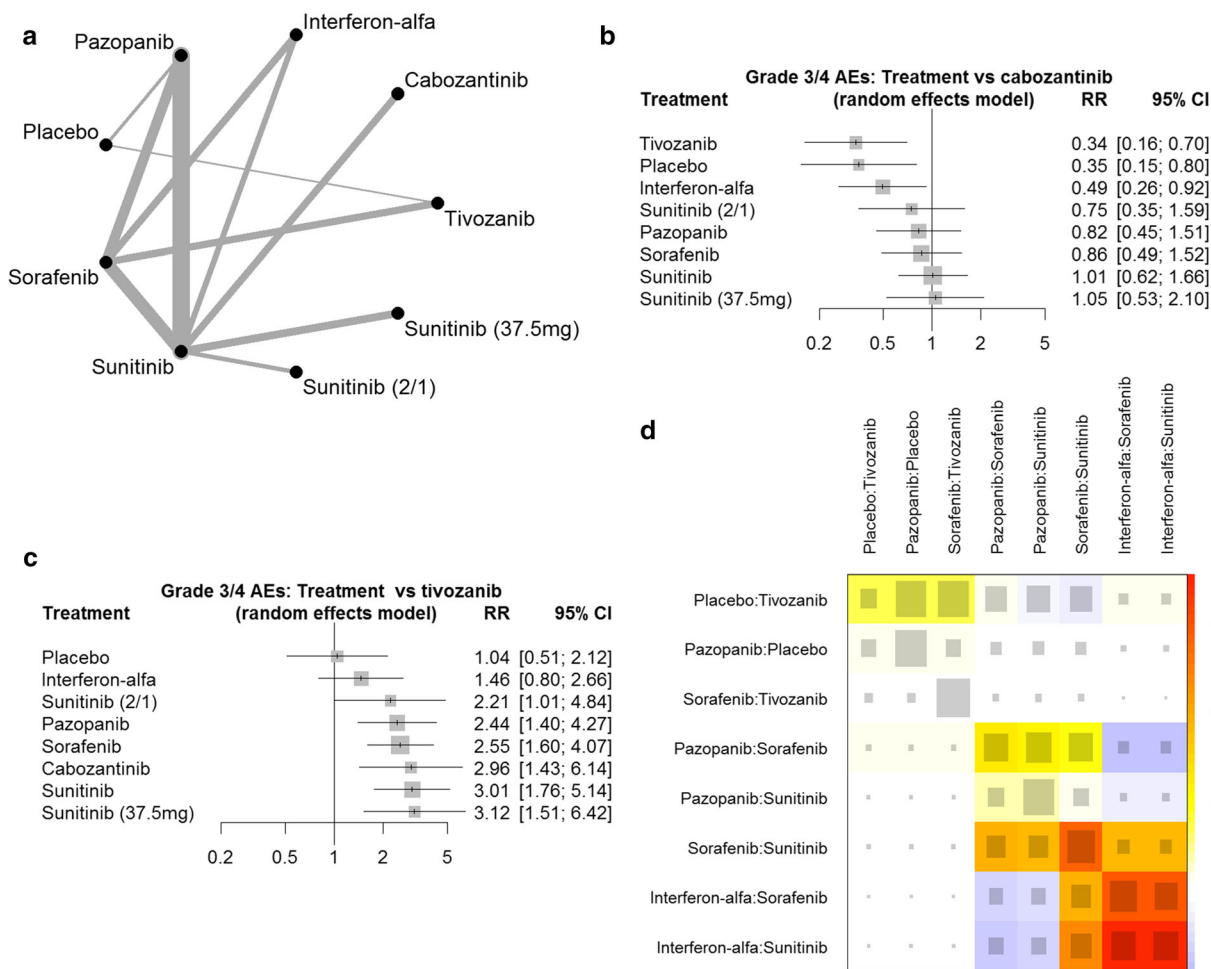 a
Interferon-alfa
Pazopanib
Cabozantinib
Placebo
Tivozanib
Sorafenib
Sunitinib (37.5mg)
Sunitinib
Sunitinib (2/1)
b
Grade 3/4 AEs: Treatment vs cabozantinib
Treatment (random effects model) RR 95% CI
Tivozanib 0.34 [0.16; 0.70]
Placebo 0.35 [0.15; 0.80]
Interferon-alfa 0.49 [0.26; 0.92]
Sunitinib (2/1) 0.75 [0.35; 1.59]
Pazopanib 0.82 [0.45; 1.51]
Sorafenib 0.86 [0.49; 1.52]
Sunitinib 1.01 [0.62; 1.66]
Sunitinib (37.5mg) 1.05 [0.53; 2.10]
0.2 0.5 1 2 5
c
Grade 3/4 AEs: Treatment vs tivozanib
Treatment (random effects model) RR 95% CI
Placebo 1.04 [0.51; 2.12]
Interferon-alfa 1.46 [0.80; 2.66]
Sunitinib (2/1) 2.21 [1.01; 4.84]
Pazopanib 2.44 [1.40; 4.27]
Sorafenib 2.55 [1.60; 4.07]
Cabozantinib 2.96 [1.43; 6.14]
Sunitinib 3.01 [1.76; 5.14]
Sunitinib (37.5mg) 3.12 [1.51; 6.42]
0.2 0.5 1 2 5
d
Placebo:Tivozanib
Pazopanib:Placebo
Sorafenib:Tivozanib
Pazopanib:Sorafenib
Pazopanib:Sunitinib
Sorafenib:Sunitinib
Interferon-alfa:Sorafenib
Interferon-alfa:Sunitinib
Placebo:Tivozanib
Pazopanib:Placebo
Sorafenib:Tivozanib
Pazopanib:Sorafenib
Pazopanib:Sunitinib
Sorafenib:Sunitinib
Interferon-alfa:Sorafenib
Interferon-alfa:Sunitinib